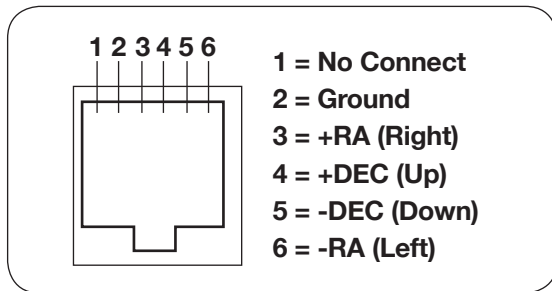 1 2 3 4 5 6
1 = No Connect
2 = Ground
3 = +RA (Right)
4 = +DEC (Up)
5 = -DEC (Down)
6 = -RA (Left)